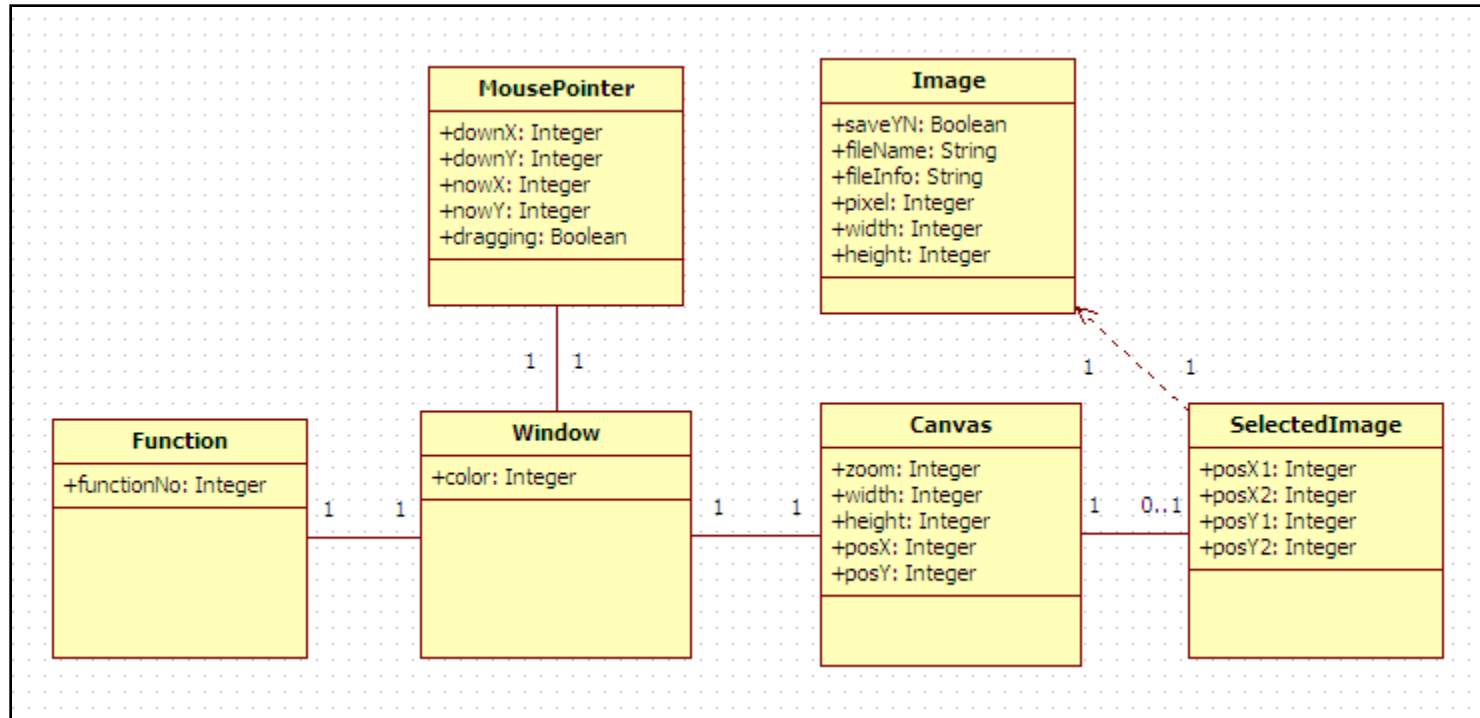 MousePointer
+downX: Integer
+downY: Integer
+nowX: Integer
+nowY: Integer
+dragging: Boolean
Image
+saveYN: Boolean
+fileName: String
+fileInfo: String
+pixel: Integer
+width: Integer
+height: Integer
1 1
1 1
Function
+functionNo: Integer
1 1
Window
+color: Integer
1 1
Canvas
+zoom: Integer
+width: Integer
+height: Integer
+posX: Integer
+posY: Integer
1 0..1
SelectedImage
+posX1: Integer
+posX2: Integer
+posY1: Integer
+posY2: Integer